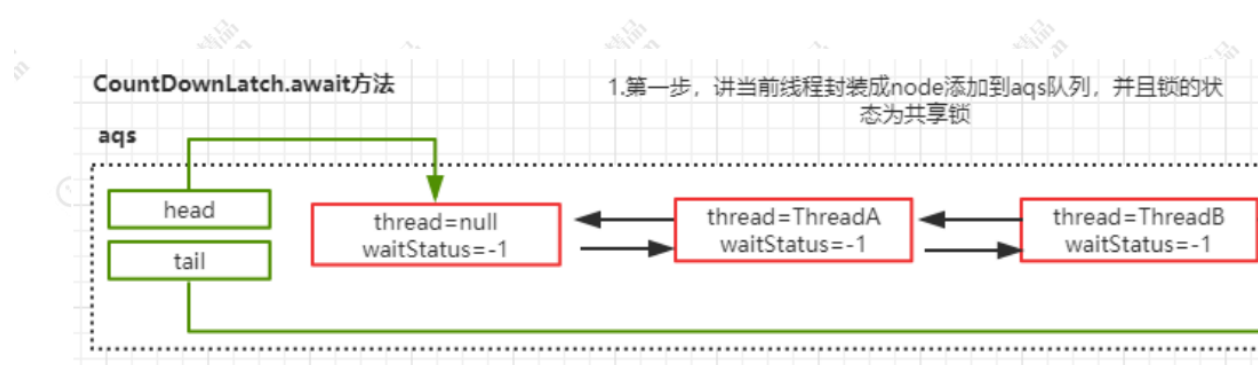 CountDownLatch.await方法
1.第一步，讲当前线程封装成node添加到aqs队列，并且锁的状
态为共享锁
aqs
head
tail
thread=null
waitStatus=-1
thread=ThreadA
waitStatus=-1
thread=ThreadB
waitStatus=-1